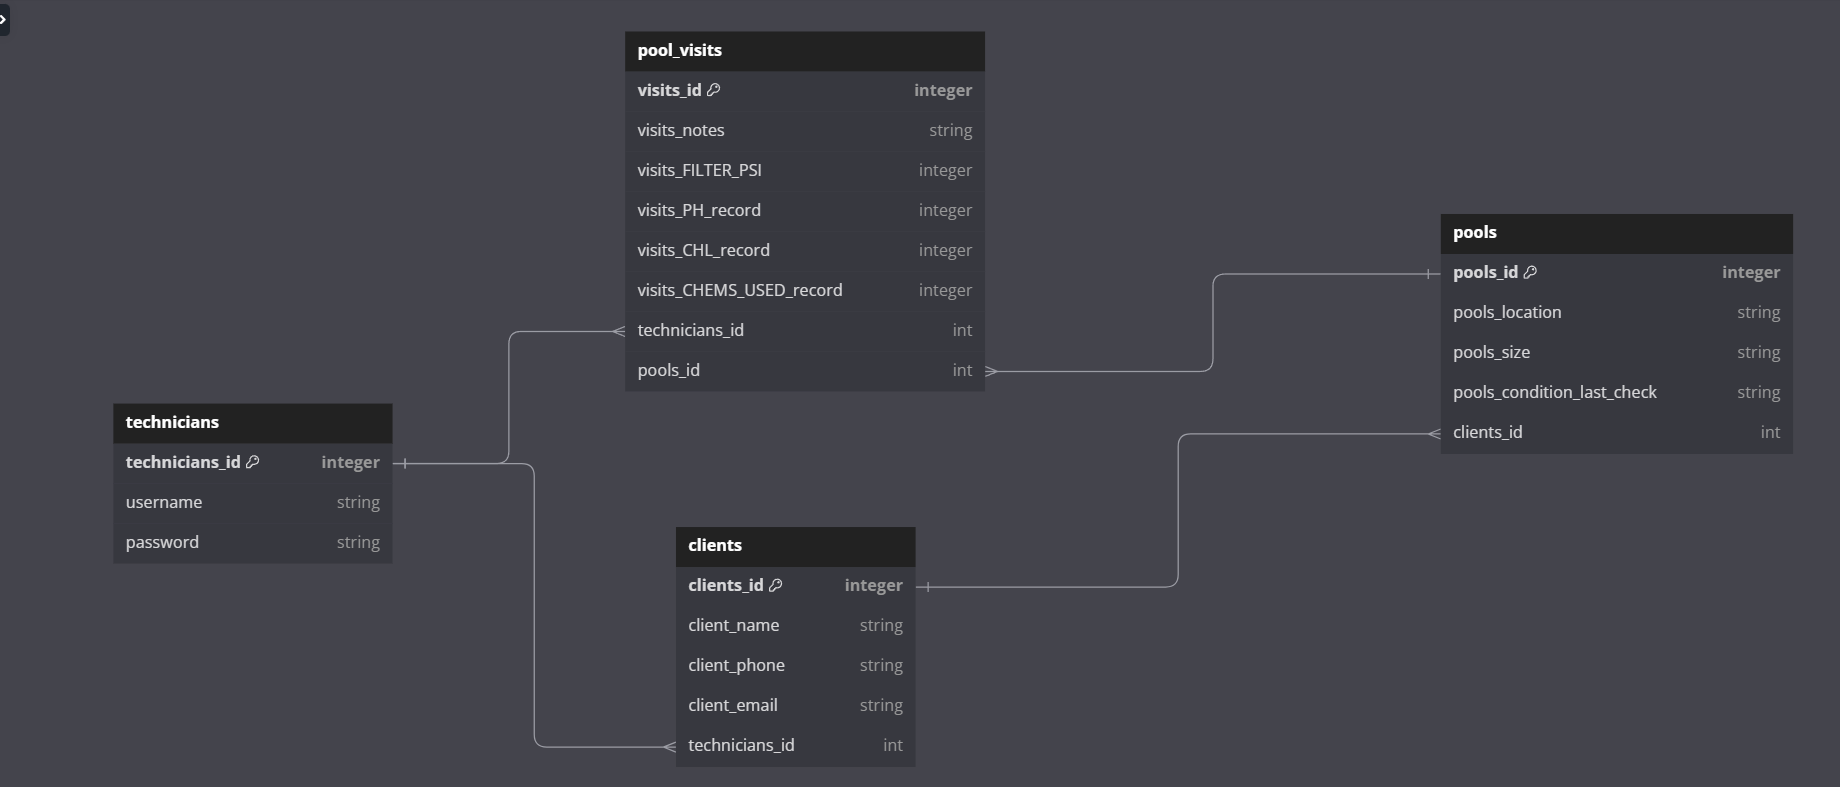 pool_visits
visits_id integer
visits_notes string
visits_FILTER_PSI integer
visits_PH_record integer
visits_CHL_record integer
visits_CHEMS_USED_record integer
technicians_id int
pools_id int
pools
pools_id integer
pools_location string
pools_size string
pools_condition_last_check string
clients_id int
technicians
technicians_id integer
username string
password string
clients
clients_id integer
client_name string
client_phone string
client_email string
technicians_id int